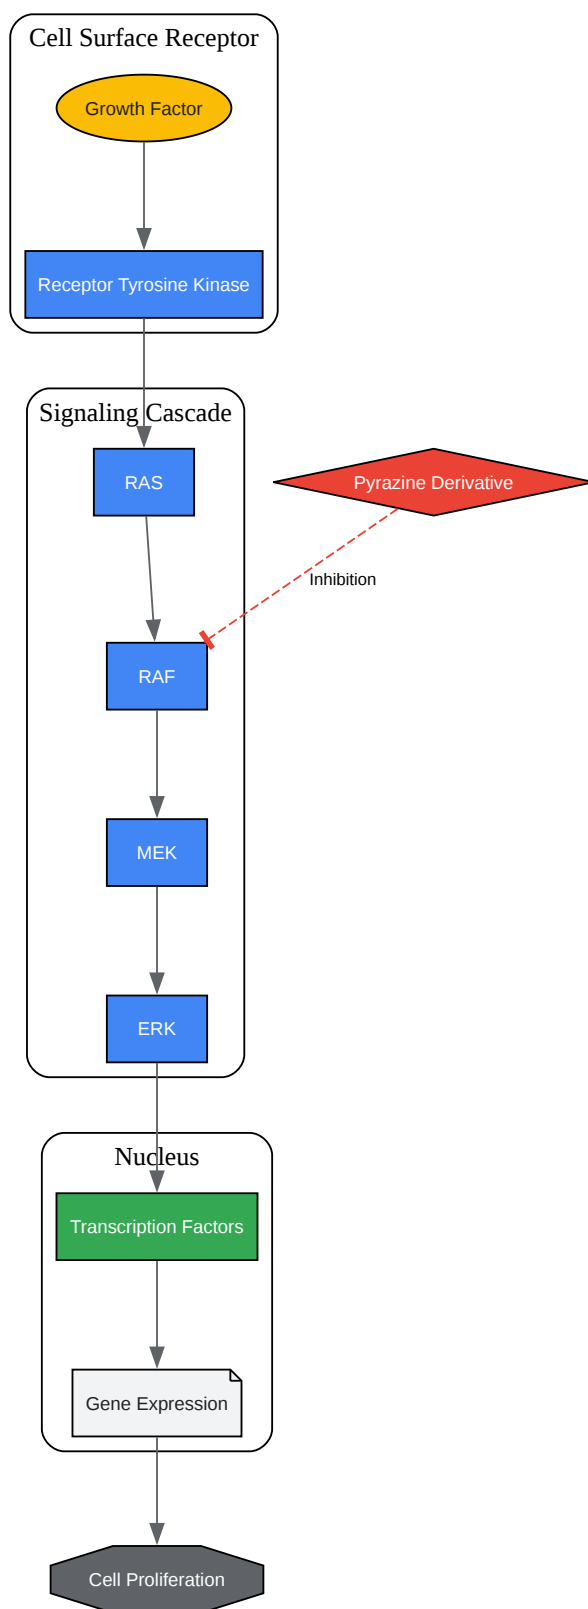 Cell Surface Receptor
Growth Factor
Receptor Tyrosine Kinase
Signaling Cascade
RAS
Pyrazine Derivative
Inhibition
RAF
MEK
ERK
Nucleus
Transcription Factors
Gene Expression
Cell Proliferation